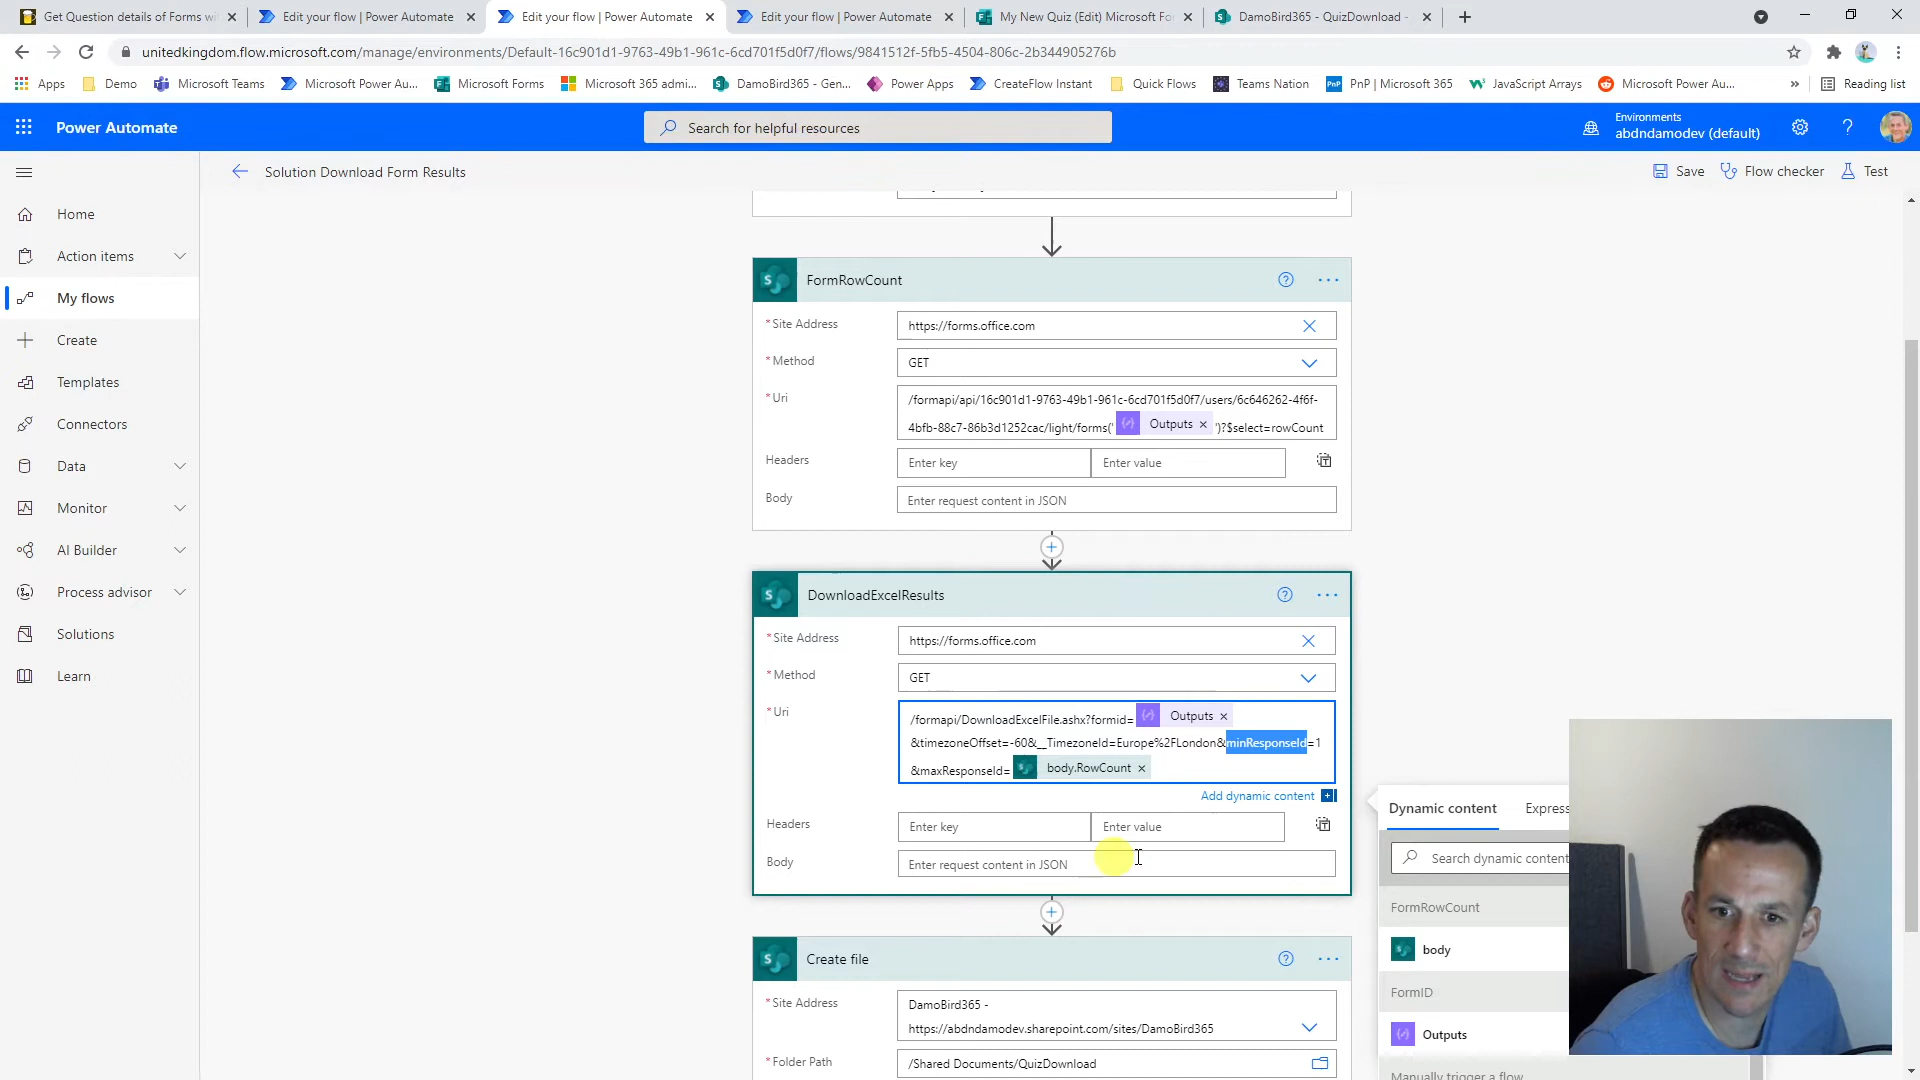 Get Question details of Forms wi
Edit your flow | Power Automate
Edit your flow | Power Automate
Edit your flow | Power Automate
My New Quiz (Edit) Microsoft Fo
DamoBird365 - QuizDownload -
unitedkingdom.flow.microsoft.com/manage/environments/Default-16c901d1-9763-49b1-961c-6cd701f5d0f7/flows/9841512f-5fb5-4504-806c-2b344905276b
Apps
Demo
Microsoft Teams
Microsoft Power Au...
Microsoft Forms
Microsoft 365 admi...
DamoBird365 - Gen...
Power Apps
CreateFlow Instant
Quick Flows
Teams Nation
PnP | Microsoft 365
JavaScript Arrays
Microsoft Power Au...
»
Reading list
Power Automate
Search for helpful resources
Environments
abdndamodev (default)
Solution Download Form Results
Save
Flow checker
Test
Home
Action items
My flows
Create
Templates
Connectors
Data
Monitor
AI Builder
Process advisor
Solutions
Learn
FormRowCount
* Site Address
https://forms.office.com
* Method
GET
* Uri
/formapi/api/16c901d1-9763-49b1-961c-6cd701f5d0f7/users/6c646262-4f6f-
4bfb-88c7-86b3d1252cac/light/forms(' Outputs × ')?$select=rowCount
Headers
Enter key
Enter value
Body
Enter request content in JSON
DownloadExcelResults
* Site Address
https://forms.office.com
* Method
GET
* Uri
/formapi/DownloadExcelFile.ashx?formid= Outputs ×
&timezoneOffset=-60&__TimezoneId=Europe%2FLondon&minResponseId=1
&maxResponseId= body.RowCount ×
Add dynamic content
Headers
Enter key
Enter value
Body
Enter request content in JSON
Create file
* Site Address
DamoBird365 -
https://abdndamodev.sharepoint.com/sites/DamoBird365
* Folder Path
/Shared Documents/QuizDownload
Dynamic content
Express
Search dynamic content
FormRowCount
body
FormID
Outputs
Manually trigger a flow